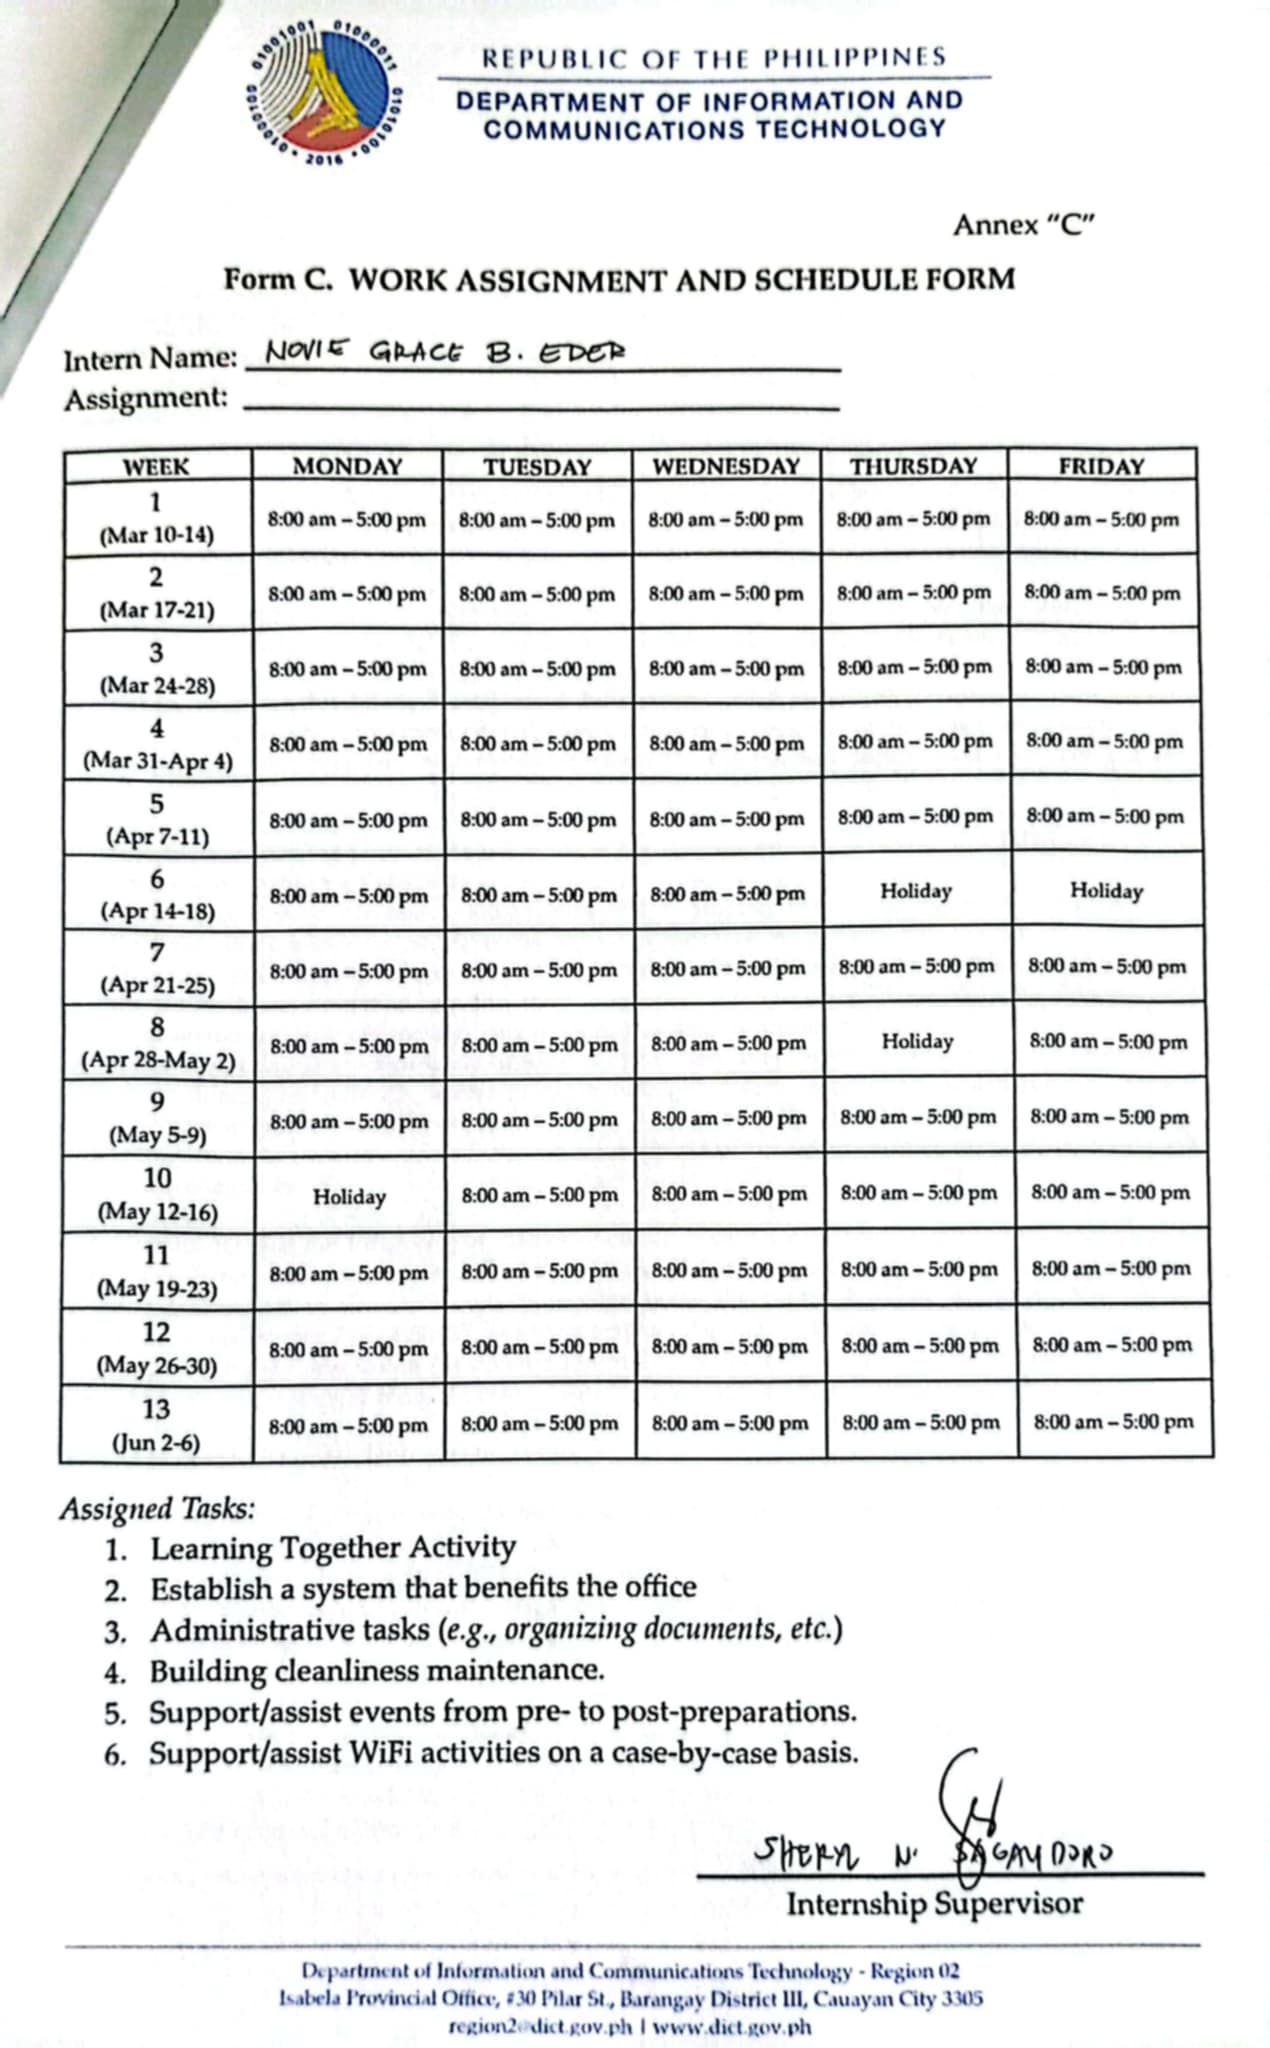 01001001 01000011 01010100 01000100 • 2016 •
REPUBLIC OF THE PHILIPPINES
DEPARTMENT OF INFORMATION AND
COMMUNICATIONS TECHNOLOGY
Annex "C"
Form C. WORK ASSIGNMENT AND SCHEDULE FORM
Intern Name: NOVIE GRACE B. EDER
Assignment:
WEEK MONDAY TUESDAY WEDNESDAY THURSDAY FRIDAY
1
(Mar 10-14) 8:00 am – 5:00 pm 8:00 am – 5:00 pm 8:00 am – 5:00 pm 8:00 am – 5:00 pm 8:00 am – 5:00 pm
2
(Mar 17-21) 8:00 am – 5:00 pm 8:00 am – 5:00 pm 8:00 am – 5:00 pm 8:00 am – 5:00 pm 8:00 am – 5:00 pm
3
(Mar 24-28) 8:00 am – 5:00 pm 8:00 am – 5:00 pm 8:00 am – 5:00 pm 8:00 am – 5:00 pm 8:00 am – 5:00 pm
4
(Mar 31-Apr 4) 8:00 am – 5:00 pm 8:00 am – 5:00 pm 8:00 am – 5:00 pm 8:00 am – 5:00 pm 8:00 am – 5:00 pm
5
(Apr 7-11) 8:00 am – 5:00 pm 8:00 am – 5:00 pm 8:00 am – 5:00 pm 8:00 am – 5:00 pm 8:00 am – 5:00 pm
6
(Apr 14-18) 8:00 am – 5:00 pm 8:00 am – 5:00 pm 8:00 am – 5:00 pm Holiday Holiday
7
(Apr 21-25) 8:00 am – 5:00 pm 8:00 am – 5:00 pm 8:00 am – 5:00 pm 8:00 am – 5:00 pm 8:00 am – 5:00 pm
8
(Apr 28-May 2) 8:00 am – 5:00 pm 8:00 am – 5:00 pm 8:00 am – 5:00 pm Holiday 8:00 am – 5:00 pm
9
(May 5-9) 8:00 am – 5:00 pm 8:00 am – 5:00 pm 8:00 am – 5:00 pm 8:00 am – 5:00 pm 8:00 am – 5:00 pm
10
(May 12-16) Holiday 8:00 am – 5:00 pm 8:00 am – 5:00 pm 8:00 am – 5:00 pm 8:00 am – 5:00 pm
11
(May 19-23) 8:00 am – 5:00 pm 8:00 am – 5:00 pm 8:00 am – 5:00 pm 8:00 am – 5:00 pm 8:00 am – 5:00 pm
12
(May 26-30) 8:00 am – 5:00 pm 8:00 am – 5:00 pm 8:00 am – 5:00 pm 8:00 am – 5:00 pm 8:00 am – 5:00 pm
13
(Jun 2-6) 8:00 am – 5:00 pm 8:00 am – 5:00 pm 8:00 am – 5:00 pm 8:00 am – 5:00 pm 8:00 am – 5:00 pm
Assigned Tasks:
1. Learning Together Activity
2. Establish a system that benefits the office
3. Administrative tasks (e.g., organizing documents, etc.)
4. Building cleanliness maintenance.
5. Support/assist events from pre- to post-preparations.
6. Support/assist WiFi activities on a case-by-case basis.
N.
Internship Supervisor
Department of Information and Communications Technology - Region 02
Isabela Provincial Office, #30 Pilar St., Barangay District III, Cauayan City 3305
region2@dict.gov.ph | www.dict.gov.ph